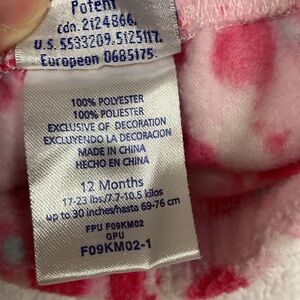 Patent
cdn. 2124866.
U.S. 5533209.5125117.
European 0685175.
100% POLYESTER
100% POLIESTER
EXCLUSIVE OF DECORATION
EXCLUYENDO LA DECORACION
MADE IN CHINA
HECHO EN CHINA
12 Months
17-23 lbs/7.7-10.5 kilos
up to 30 inches/hasta 69-76 cm
FPU F09KM02
GPU
F09KM02-1